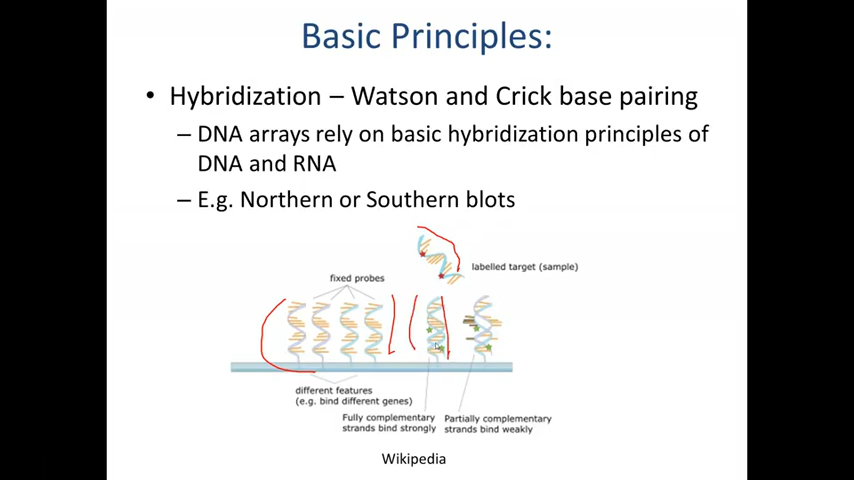 Basic Principles:
• Hybridization – Watson and Crick base pairing
– DNA arrays rely on basic hybridization principles of
DNA and RNA
– E.g. Northern or Southern blots
labelled target (sample)
fixed probes
different features
(e.g. bind different genes)
Fully complementary
strands bind strongly
Partially complementary
strands bind weakly
Wikipedia